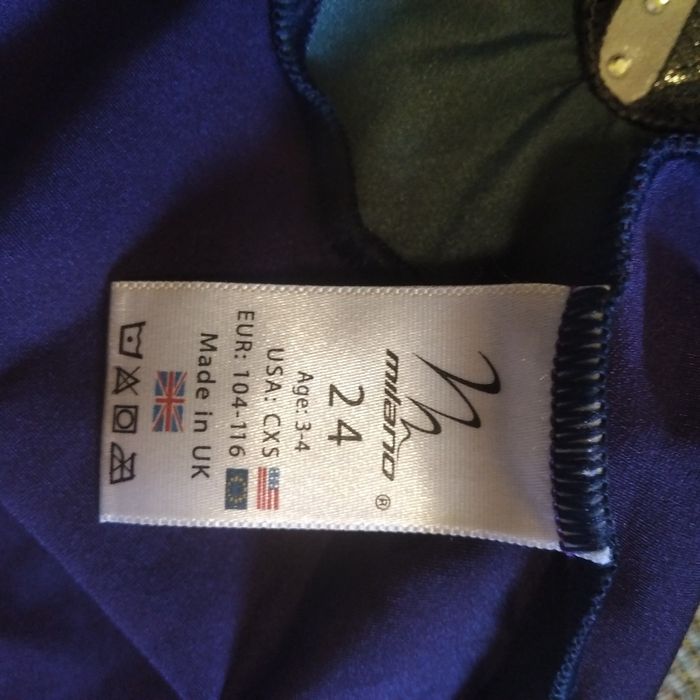 milano ®
24
Age: 3-4
USA: CXS
EUR: 104-116
Made in UK